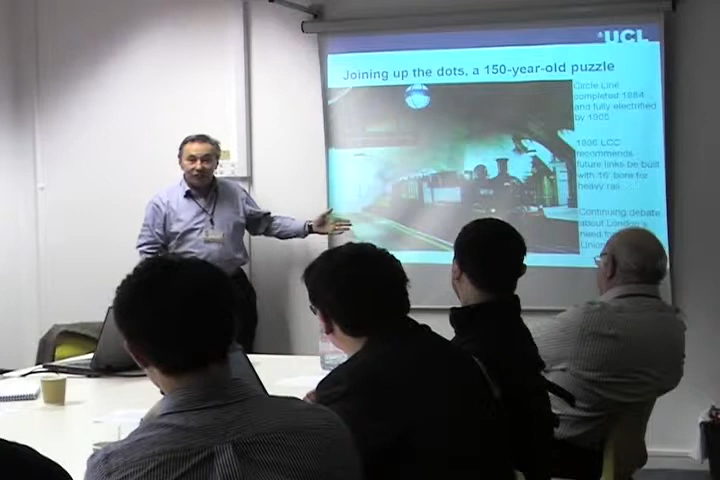 UCL
Joining up the dots, a 150-year-old puzzle
Circle Line
completed 1884
and fully electrified
by 1905
LCC
recommends
future links be built
with 16' bore for
heavy rail
Continuing debate
about London's
need for
Union